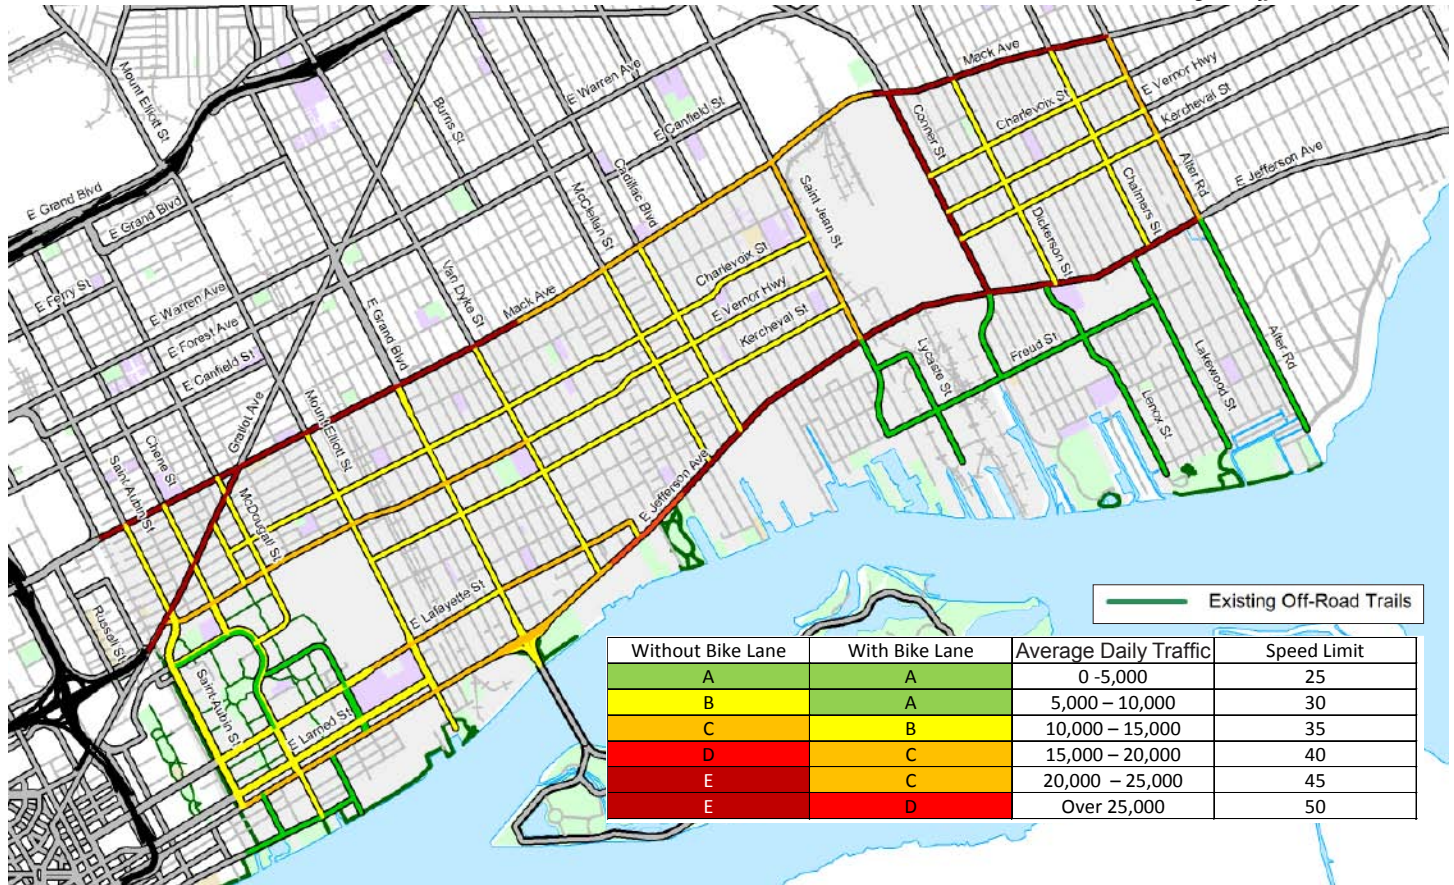 Mount Elliott St
Burns St
E Warren Ave
E Canfield St
Mack Ave
E Vernor Hwy
Kercheval St
Charlevoix St
Conner St
E Jefferson Ave
Alter Rd
Chalmers St
Dickerson St
Saint Jean St
Cadillac Blvd
McClellan St
E Grand Blvd
E Grand Blvd
E Ferry St
E Warren Ave
E Forest Ave
E Canfield St
Van Dyke St
E Grand Blvd
Mack Ave
Charlevoix St
E Vernor Hwy
Kercheval St
Gratiot Ave
Mount Elliott St
Chene St
Saint Aubin St
McDougall St
Lycaste St
Freud St
Lenox St
Lakewood St
Alter Rd
E Jefferson Ave
E Lafayette St
Russell St
Saint Aubin St
E Larned St
Existing Off-Road Trails
Without Bike Lane With Bike Lane Average Daily Traffic Speed Limit
A A 0 -5,000 25
B A 5,000 – 10,000 30
C B 10,000 – 15,000 35
D C 15,000 – 20,000 40
E C 20,000 – 25,000 45
E D Over 25,000 50